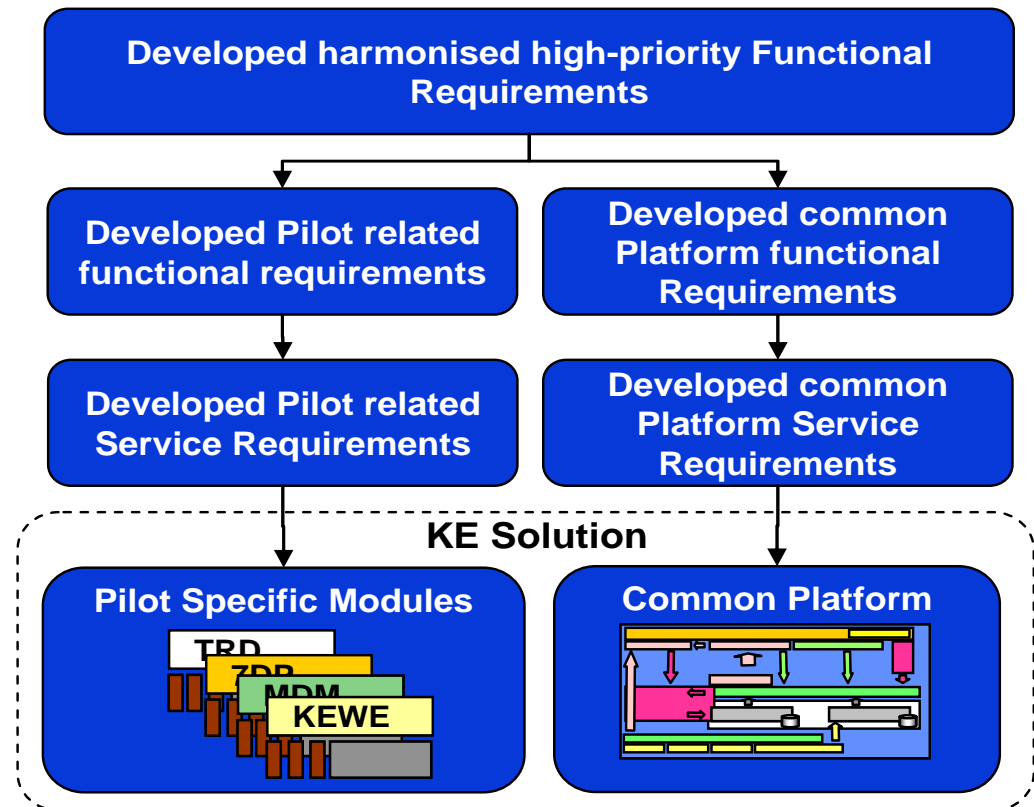 Developed harmonised high-priority Functional
Requirements
Developed Pilot related
functional requirements
Developed common
Platform functional
Requirements
Developed Pilot related
Service Requirements
Developed common
Platform Service
Requirements
KE Solution
Pilot Specific Modules
TRD
MDM
KEWE
Common Platform